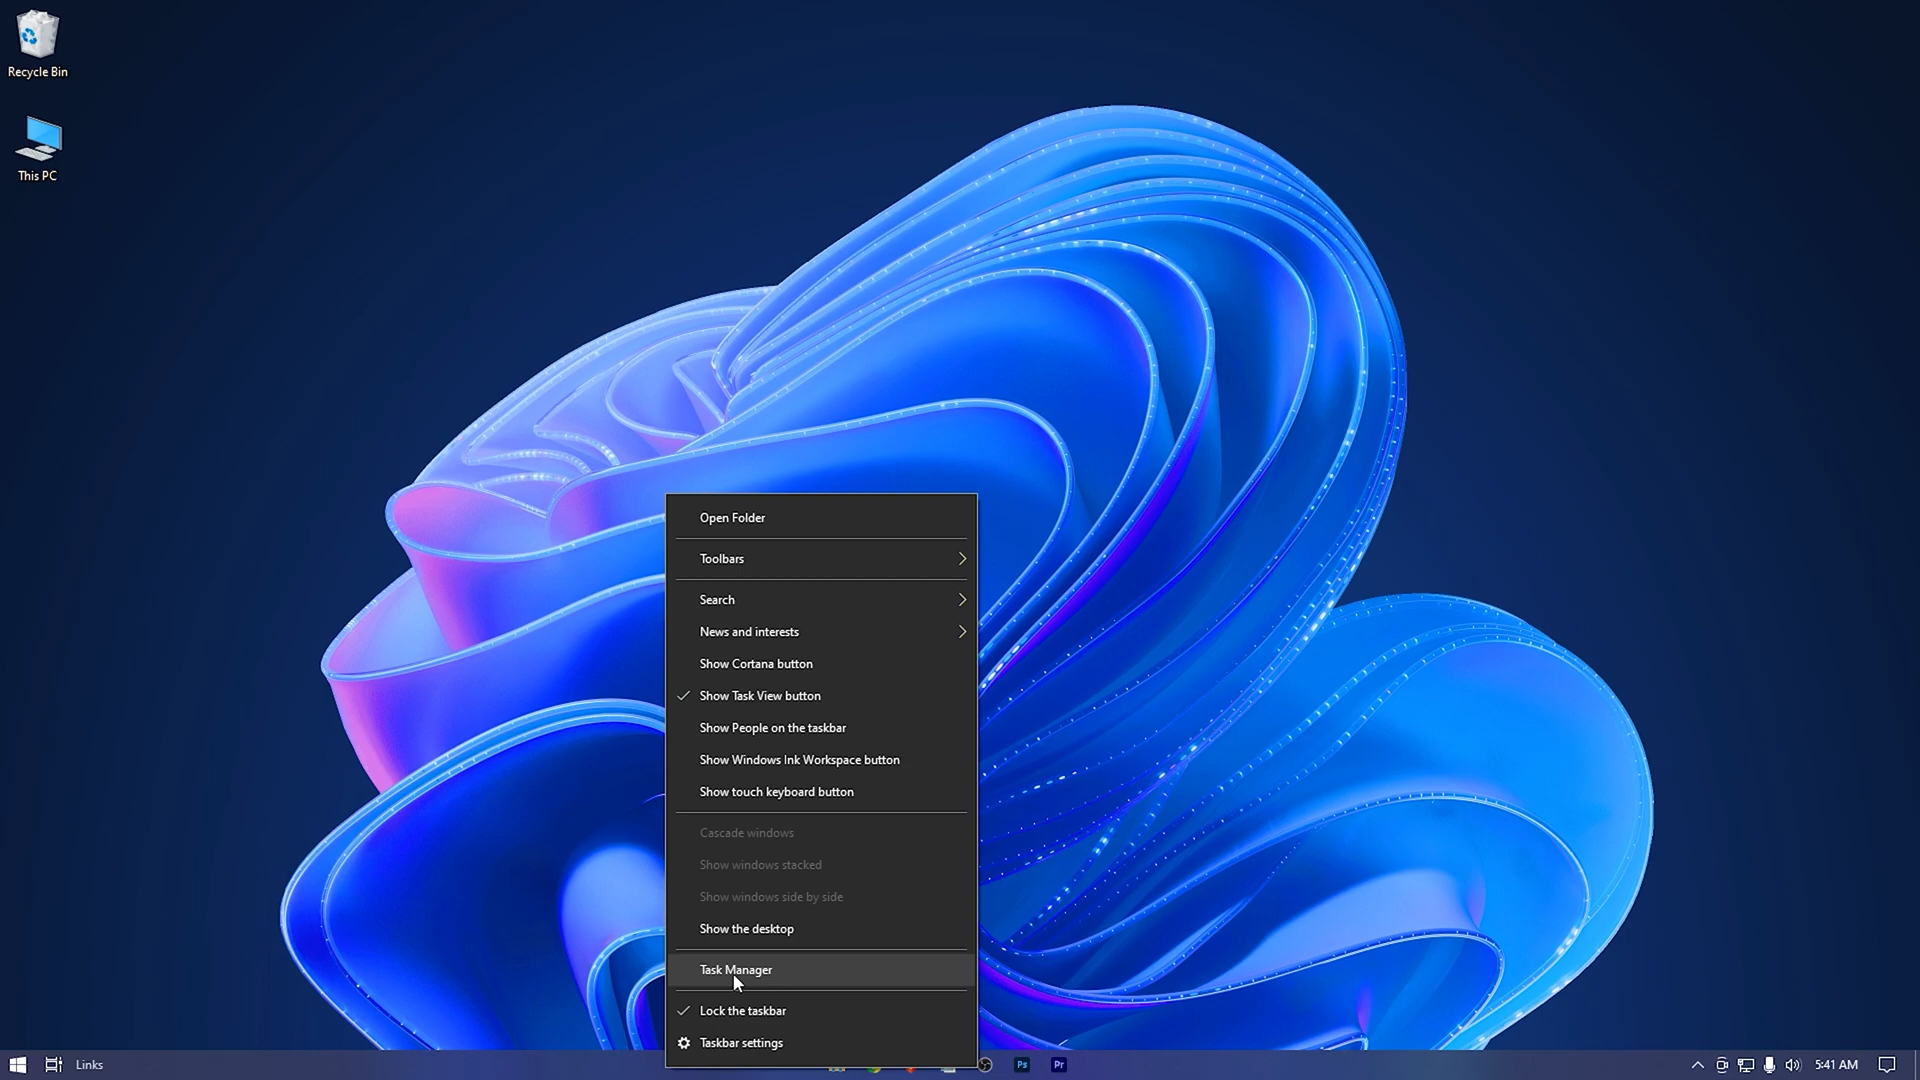 Recycle Bin
This PC
Open Folder
Toolbars
Search
News and interests
Show Cortana button
Show Task View button
Show People on the taskbar
Show Windows Ink Workspace button
Show touch keyboard button
Cascade windows
Show windows stacked
Show windows side by side
Show the desktop
Task Manager
Lock the taskbar
Taskbar settings
Links
Ps
Pr
5:41 AM